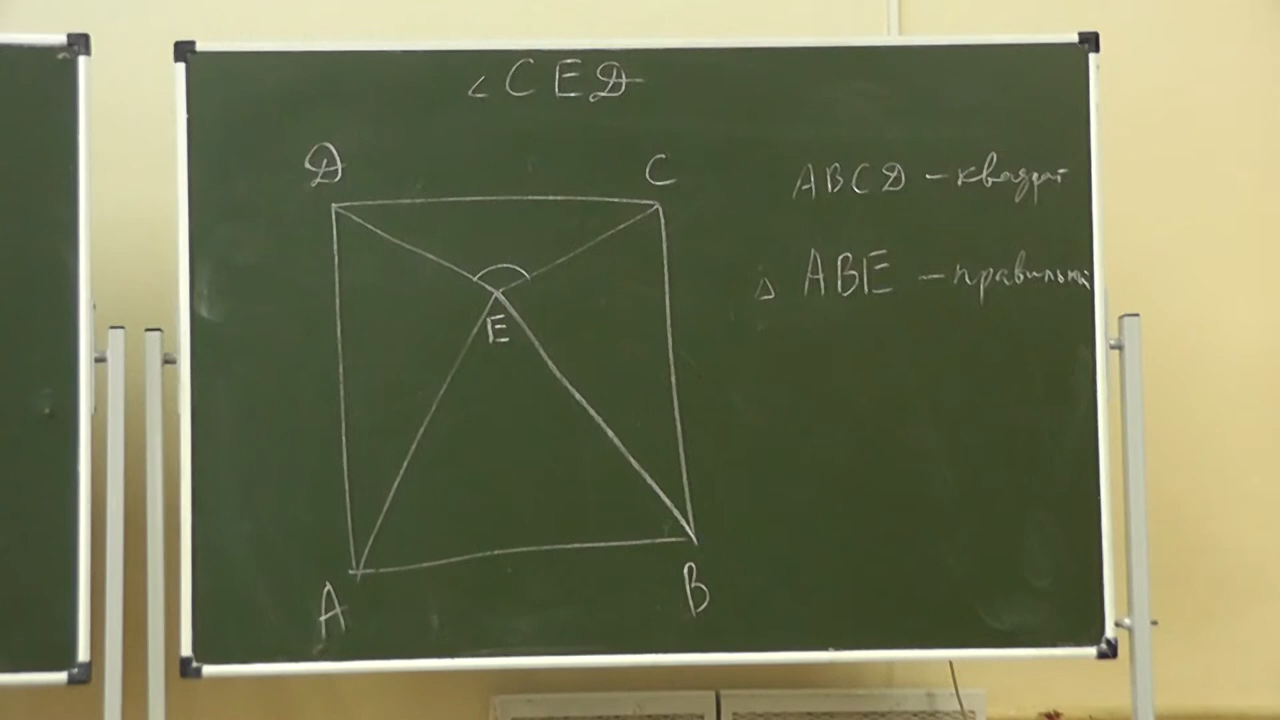 ∠CED
D
C
ABCD – квадрат
△ ABE – правильный
E
A
B